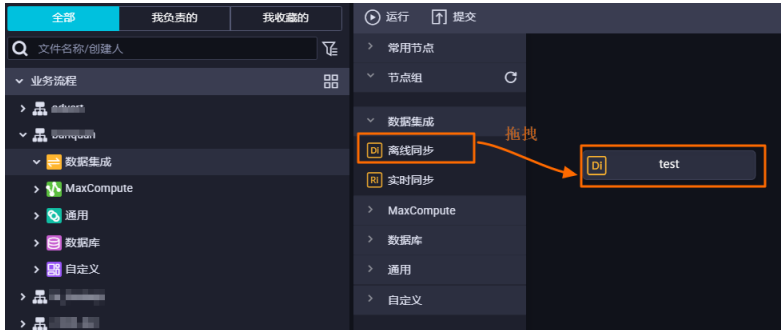 全部 我负责的 我收藏的
文件名称/创建人
业务流程
数据集成
MaxCompute
通用
数据库
自定义
运行 提交
常用节点
节点组
数据集成
Di 离线同步
RI 实时同步
MaxCompute
数据库
通用
自定义
拖拽
Di test